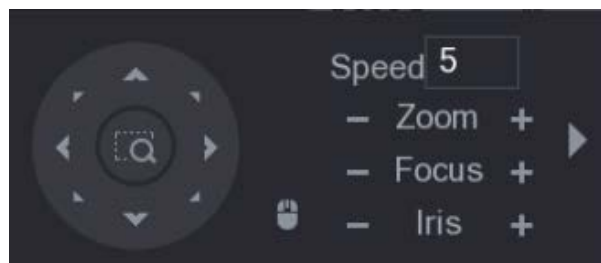 Speed 5
− Zoom +
− Focus +
− Iris +